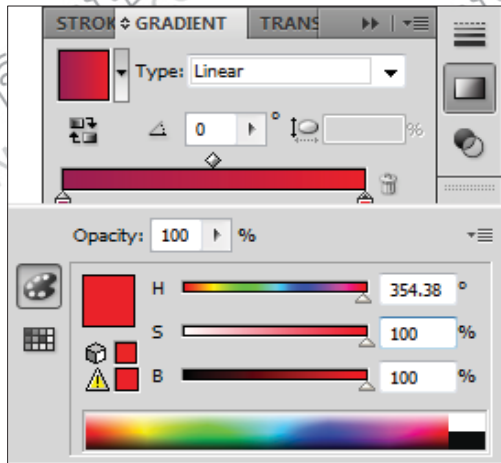 STROK GRADIENT TRANS
Type: Linear
0 ° %
Opacity: 100 %
H 354.38 °
S 100 %
B 100 %